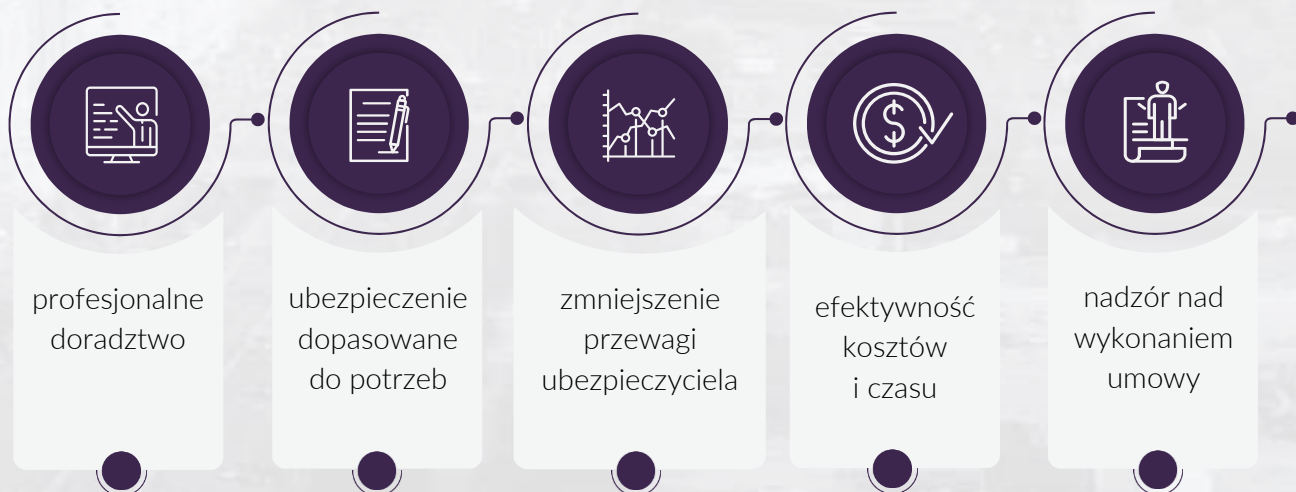 profesjonalne
doradztwo
ubezpieczenie
dopasowane
do potrzeb
zmniejszenie
przewagi
ubezpieczyciela
efektywność
kosztów
i czasu
nadzór nad
wykonaniem
umowy